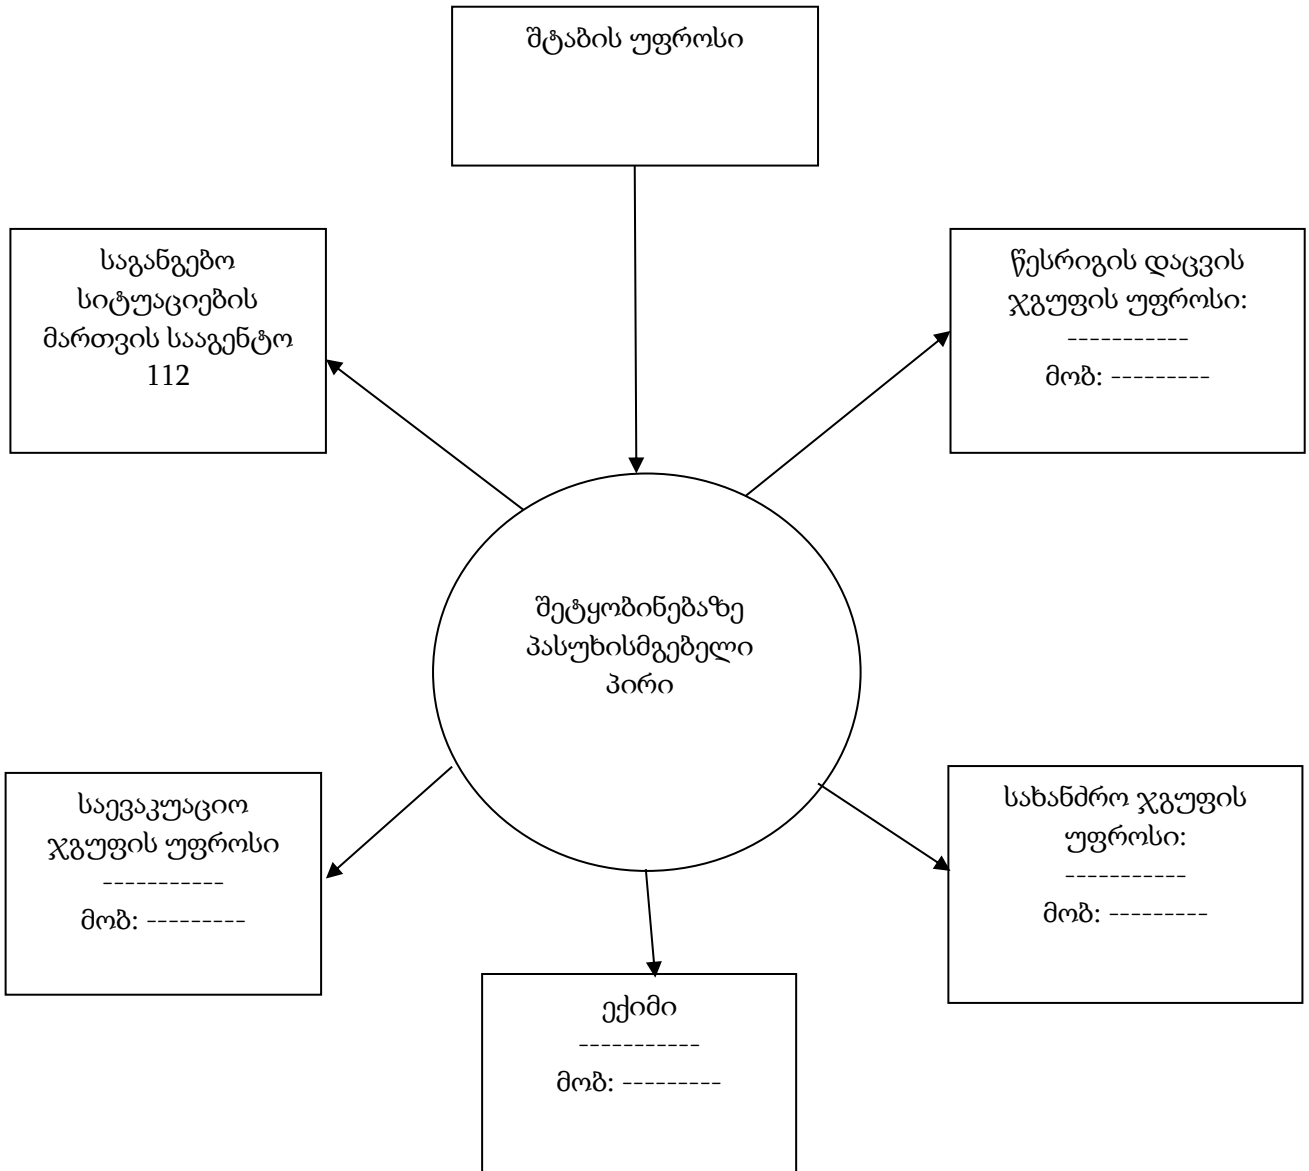 შტაბის უფროსი
საგანგებო
სიტუაციების
მართვის სააგენტო
112
წესრიგის დაცვის
ჯგუფის უფროსი:
-----------
მობ: ---------
შეტყობინებაზე
პასუხისმგებელი
პირი
საევაკუაციო
ჯგუფის უფროსი
-----------
მობ: ---------
სახანძრო ჯგუფის
უფროსი:
-----------
მობ: ---------
ექიმი
-----------
მობ: ---------